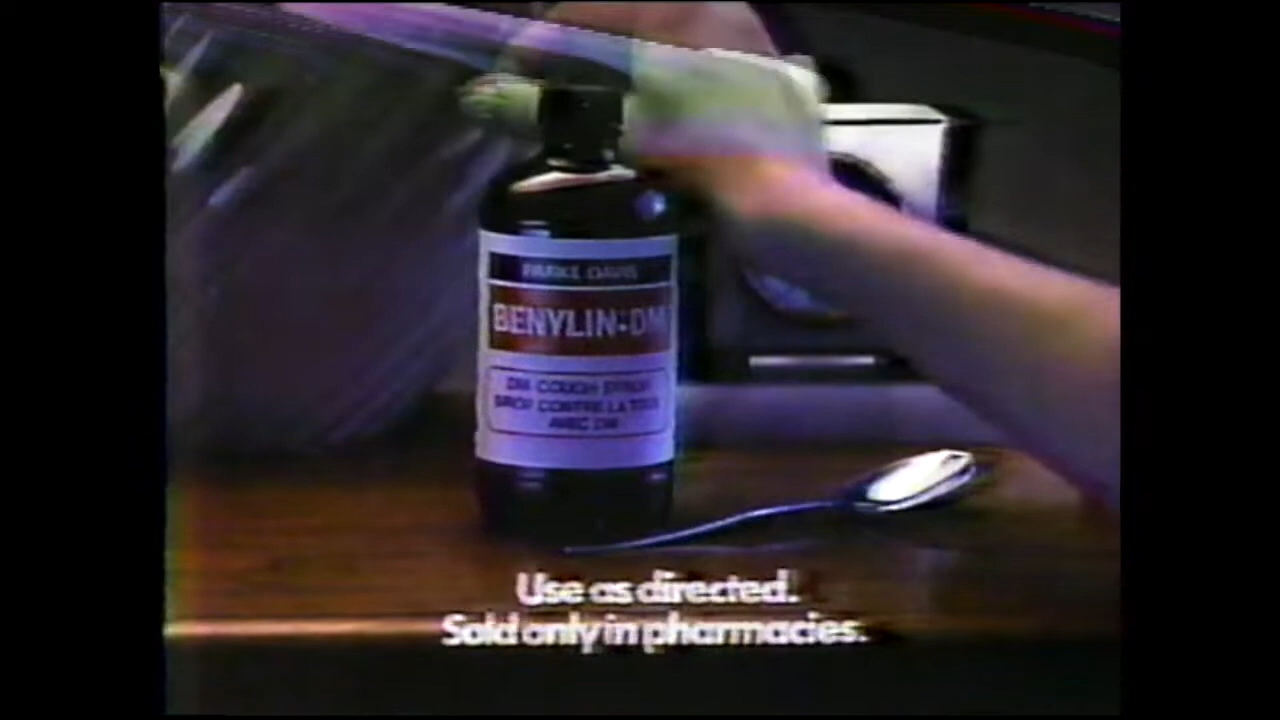 PARKE DAVIS
BENYLIN:DM
DM COUGH SYRUP
SIROP CONTRE LA TOUX
AVEC DM
Use as directed.
Sold only in pharmacies.